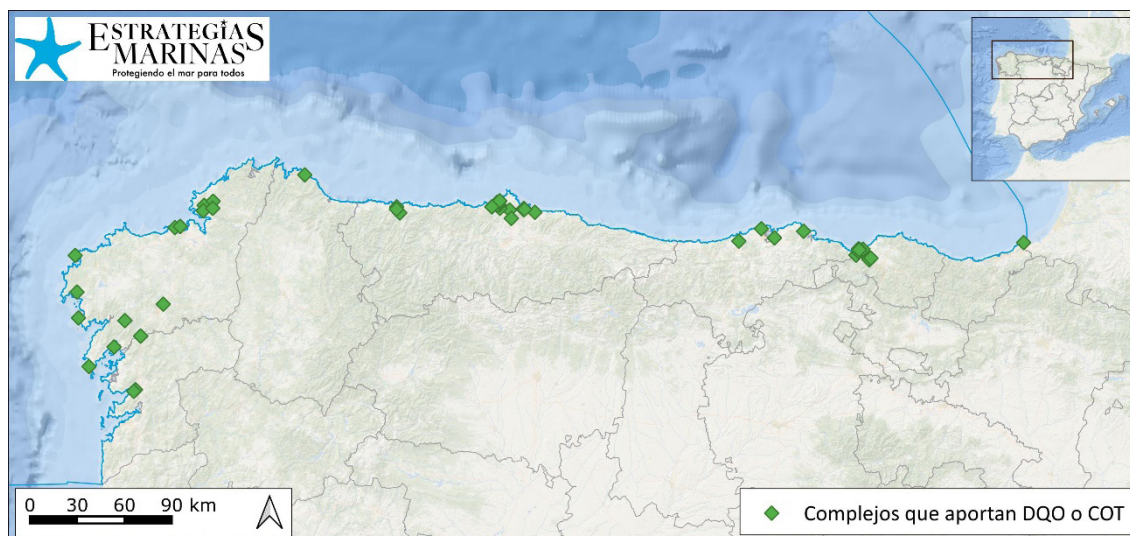 ESTRATEGIAS
MARINAS
Protegiendo el mar para todos
0 30 60 90 km
Complejos que aportan DQO o COT